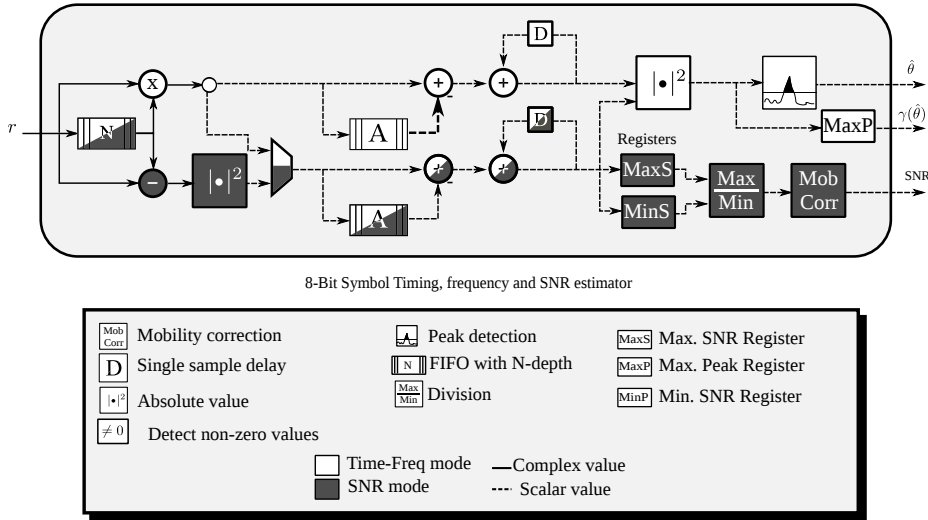 D
θ̂
x
+
+
|•|²
γ(θ̂)
r
N
A
MaxP
D
Registers
−
|•|²
+
+
MaxS
Max
Min
Mob
Corr
SNR
A
MinS
8-Bit Symbol Timing, frequency and SNR estimator
Mob
Corr
Mobility correction
Peak detection
MaxS Max. SNR Register
D Single sample delay
N FIFO with N-depth
MaxP Max. Peak Register
|•|² Absolute value
Max
Min
Division
MinP Min. SNR Register
≠ 0 Detect non-zero values
Time-Freq mode
Complex value
SNR mode
Scalar value